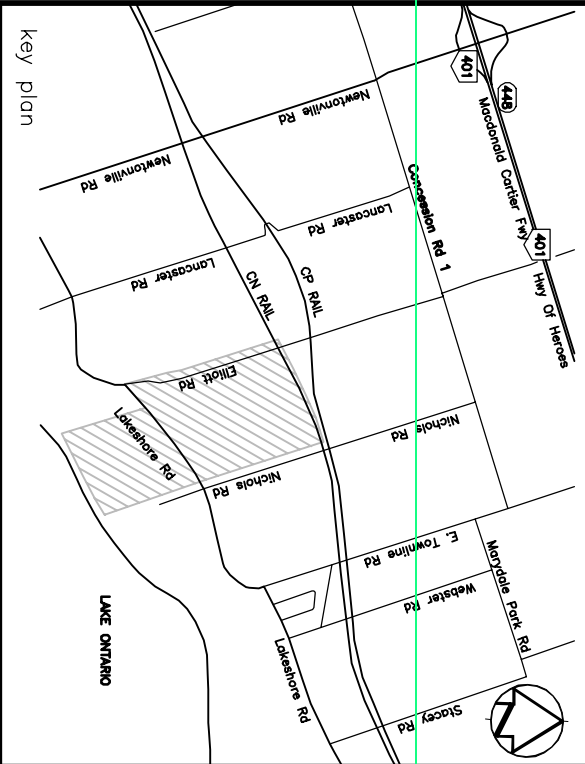 key plan
401
448
Macdonald Cartier Fwy
401
Hwy Of Heroes
Newtonville Rd
Newtonville Rd
Concession Rd 1
Lancaster Rd
Lancaster Rd
CN RAIL
CP RAIL
Elliott Rd
Lakeshore Rd
Nichols Rd
Nichols Rd
E. Townline Rd
Marydale Park Rd
Webster Rd
LAKE ONTARIO
Lakeshore Rd
Stacey Rd
N